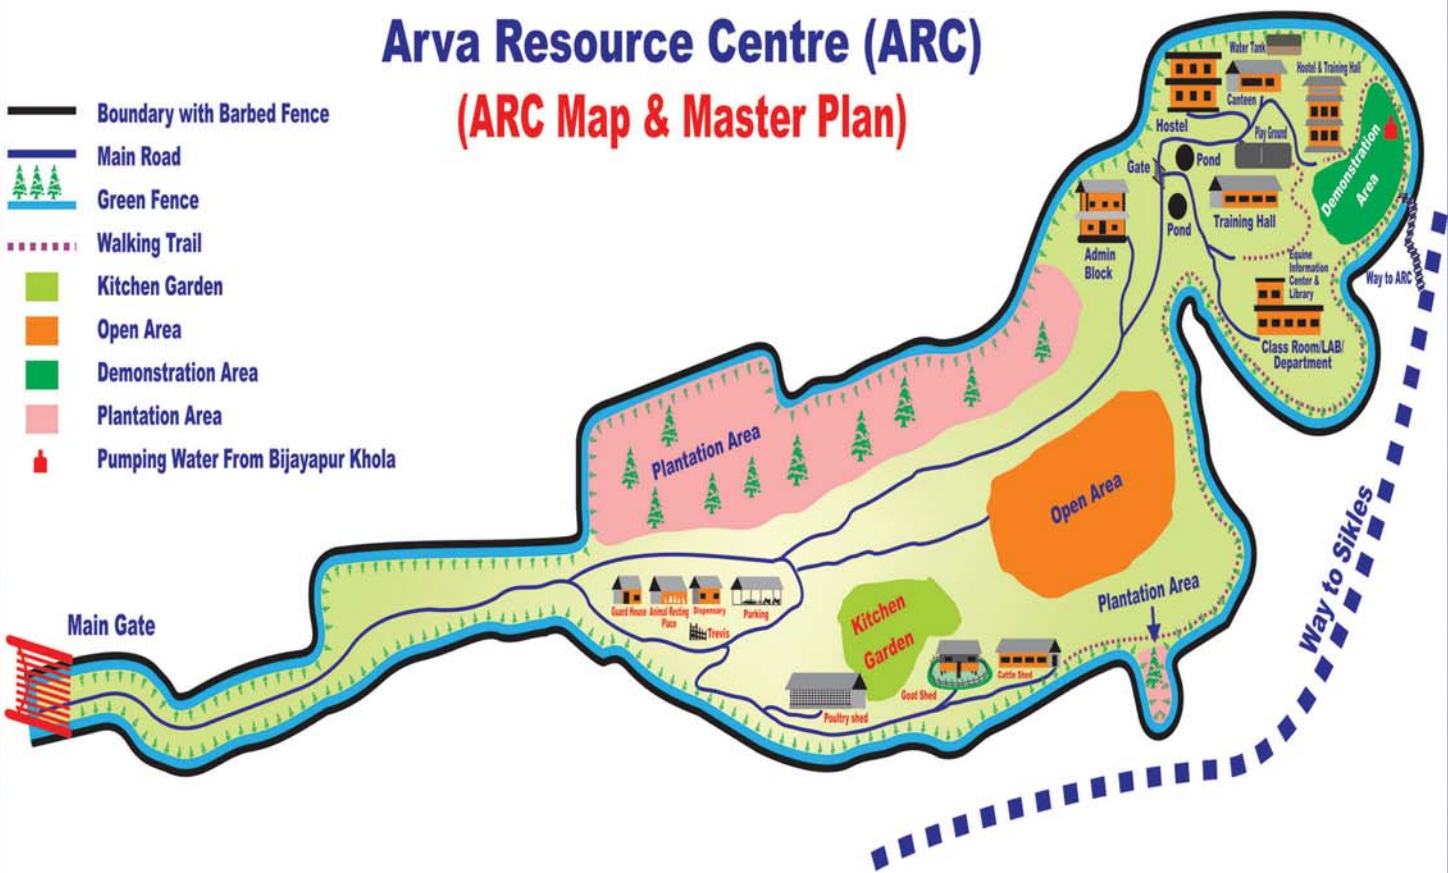 Arva Resource Centre (ARC)
(ARC Map & Master Plan)
Boundary with Barbed Fence
Main Road
Green Fence
Walking Trail
Kitchen Garden
Open Area
Demonstration Area
Plantation Area
Pumping Water From Bijayapur Khola
Water Tank
Hostel & Training Hall
Canteen
Hostel
Play Ground
Gate
Pond
Demonstration
Area
Training Hall
Pond
Admin
Block
Equine
Information
Center &
Library
Way to ARC
Class Room/LAB/
Department
Plantation Area
Open Area
Way to Sikles
Plantation Area
Guard House
Animal Resting
Place
Dispensary
Parking
Trevis
Kitchen
Garden
Main Gate
Goat Shed
Cattle Shed
Poultry shed